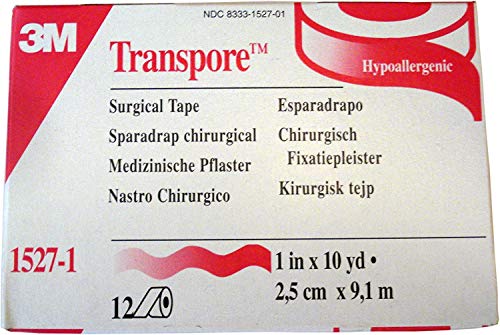 NDC 8333-1527-01
3M
Transpore™
Hypoallergenic
Surgical Tape
Sparadrap chirurgical
Medizinische Pflaster
Nastro Chirurgico
Esparadrapo
Chirurgisch
Fixatiepleister
Kirurgisk tejp
1527-1
12
1 in x 10 yd •
2,5 cm x 9,1 m